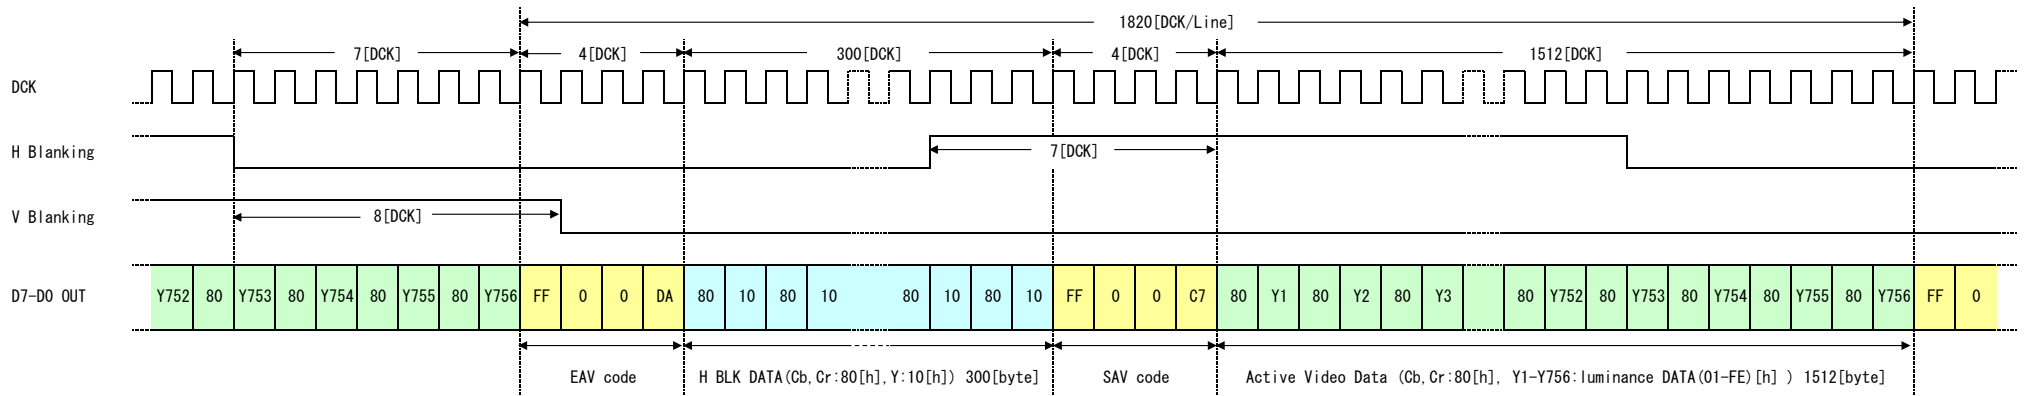 1820[DCK/Line]
7[DCK] 4[DCK] 300[DCK] 4[DCK] 1512[DCK]
DCK
H Blanking 7[DCK]
V Blanking 8[DCK]
D7-D0 OUT Y752 80 Y753 80 Y754 80 Y755 80 Y756 FF 0 0 DA 80 10 80 10 80 10 80 10 FF 0 0 C7 80 Y1 80 Y2 80 Y3 80 Y752 80 Y753 80 Y754 80 Y755 80 Y756 FF 0
EAV code H BLK DATA(Cb,Cr:80[h],Y:10[h]) 300[byte] SAV code Active Video Data (Cb,Cr:80[h], Y1-Y756:luminance DATA(01-FE)[h] ) 1512[byte]